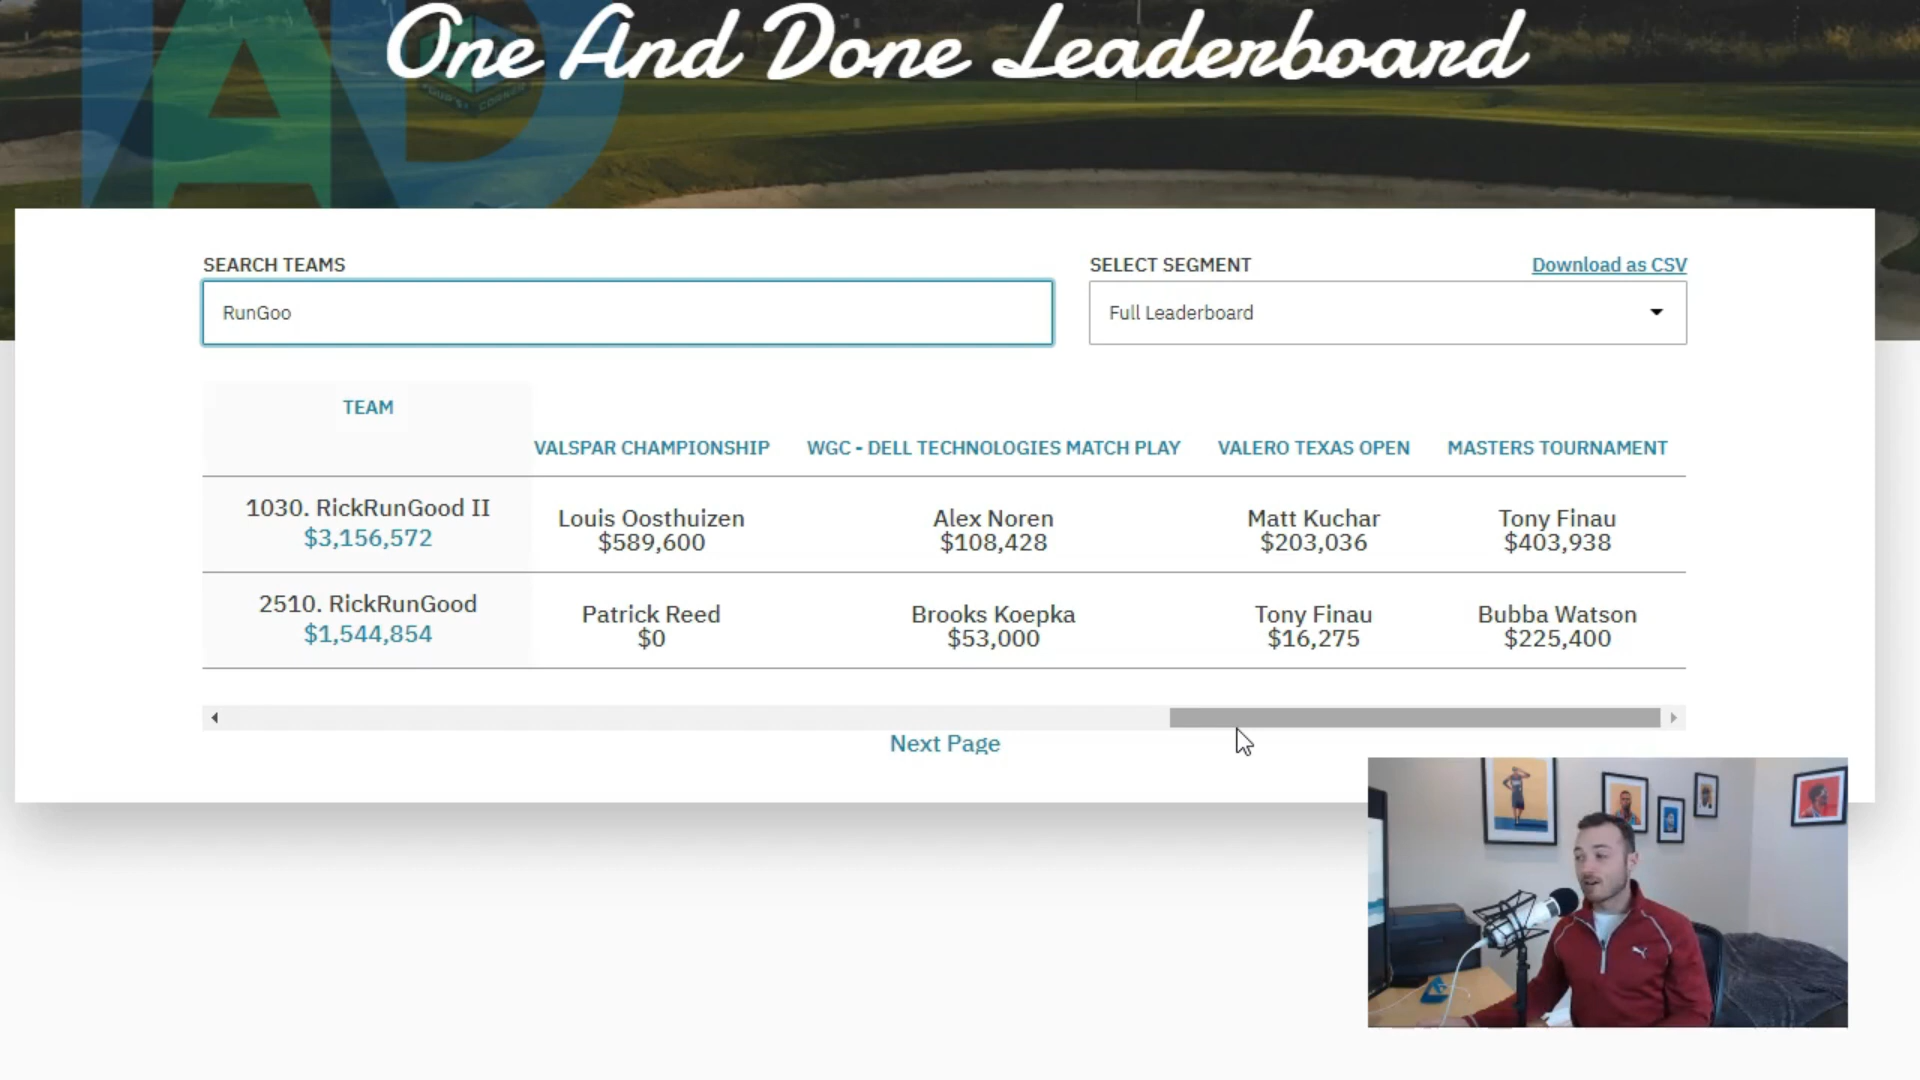 One And Done Leaderboard
SEARCH TEAMS
SELECT SEGMENT
Download as CSV
RunGoo
Full Leaderboard
TEAM
VALSPAR CHAMPIONSHIP
WGC - DELL TECHNOLOGIES MATCH PLAY
VALERO TEXAS OPEN
MASTERS TOURNAMENT
1030. RickRunGood II
$3,156,572
Louis Oosthuizen
$589,600
Alex Noren
$108,428
Matt Kuchar
$203,036
Tony Finau
$403,938
2510. RickRunGood
$1,544,854
Patrick Reed
$0
Brooks Koepka
$53,000
Tony Finau
$16,275
Bubba Watson
$225,400
Next Page